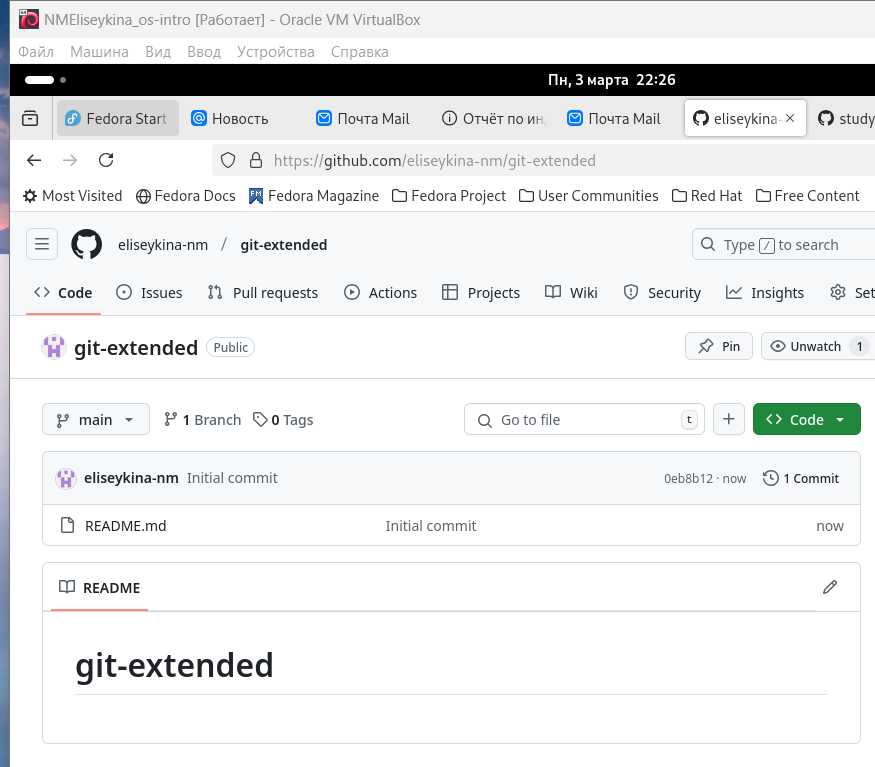 NMEliseykina_os-intro [Работает] - Oracle VM VirtualBox
Файл Машина Вид Ввод Устройства Справка
Пн, 3 марта 22:26
Fedora Start Новость Почта Mail Отчёт по инд Почта Mail eliseykina- study
https://github.com/eliseykina-nm/git-extended
Most Visited Fedora Docs Fedora Magazine Fedora Project User Communities Red Hat Free Content
eliseykina-nm / git-extended Type / to search
Code Issues Pull requests Actions Projects Wiki Security Insights Set
git-extended Public Pin Unwatch 1
main 1 Branch 0 Tags Go to file t Code
eliseykina-nm Initial commit 0eb8b12 · now 1 Commit
README.md Initial commit now
README
git-extended